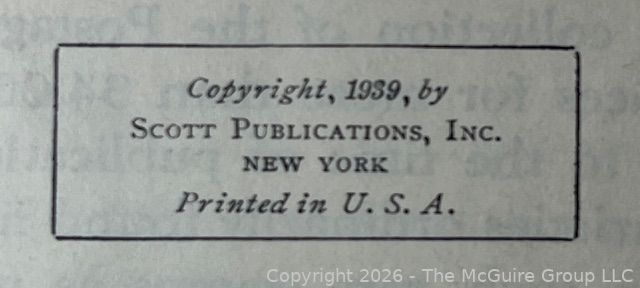 Copyright, 1939, by
SCOTT PUBLICATIONS, INC.
NEW YORK
Printed in U. S. A.
Copyright 2026 - The McGuire Group LLC